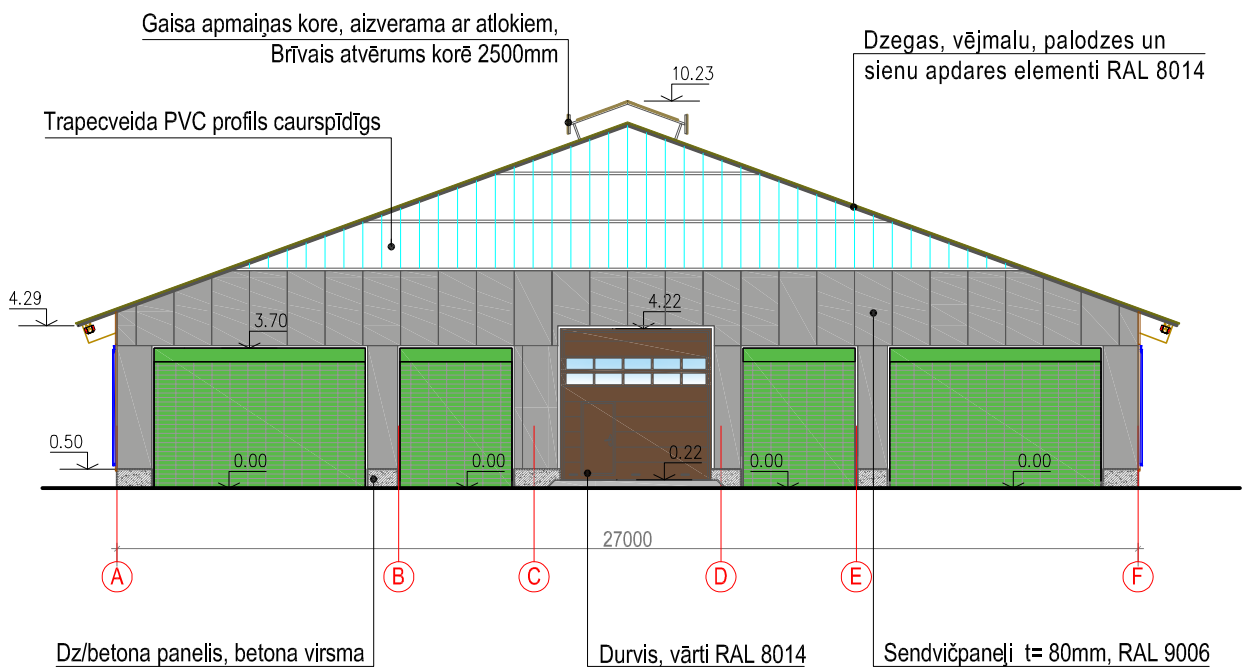 Gaisa apmaiņas kore, aizverama ar atlokiem,
Brīvais atvērums korē 2500mm
Dzegas, vējmalu, palodzes un
sienu apdares elementi RAL 8014
10.23
Trapecveida PVC profils caurspīdīgs
4.29
3.70
4.22
0.50
0.00
0.00
0.22
0.00
0.00
27000
A
B
C
D
E
F
Dz/betona panelis, betona virsma
Durvis, vārti RAL 8014
Sendvičpaneļi t= 80mm, RAL 9006